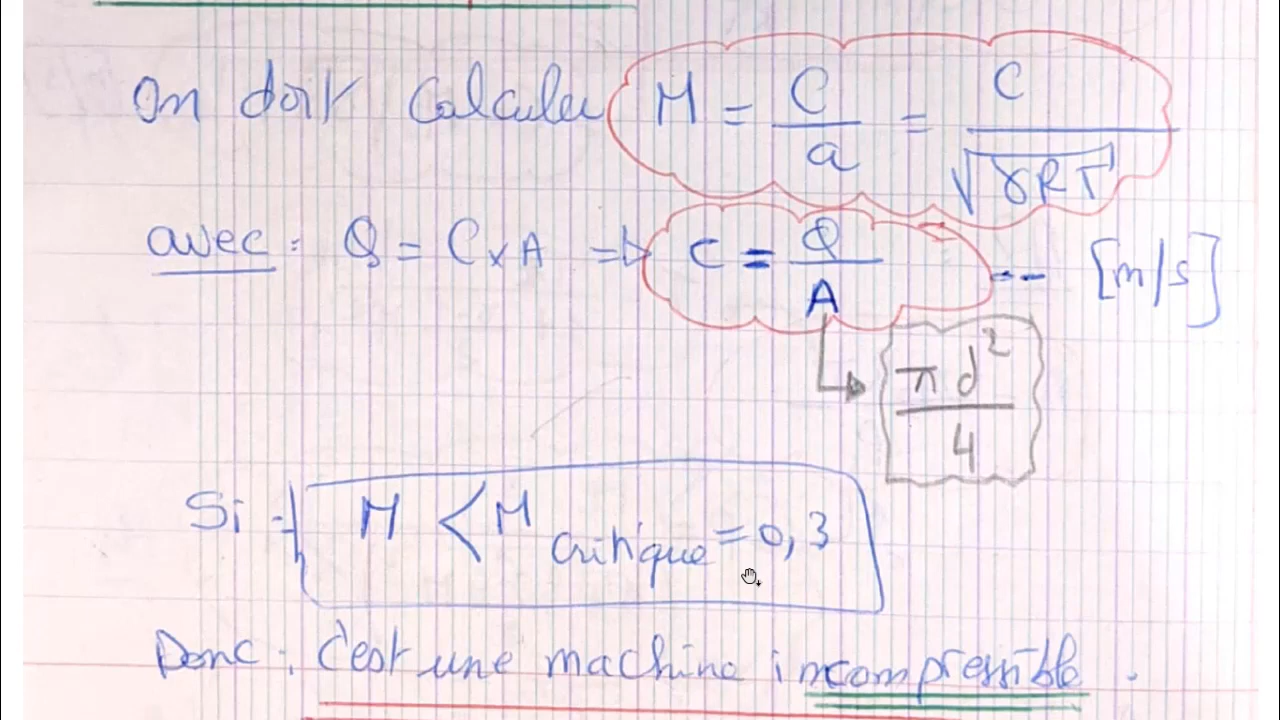 On doit Calculer M = C / a = C / √γRT
avec : Q = C x A => C = Q / A -- [m/s]
πd² / 4
Si : M < M critique = 0,3
Donc : c'est une machine incompressible.